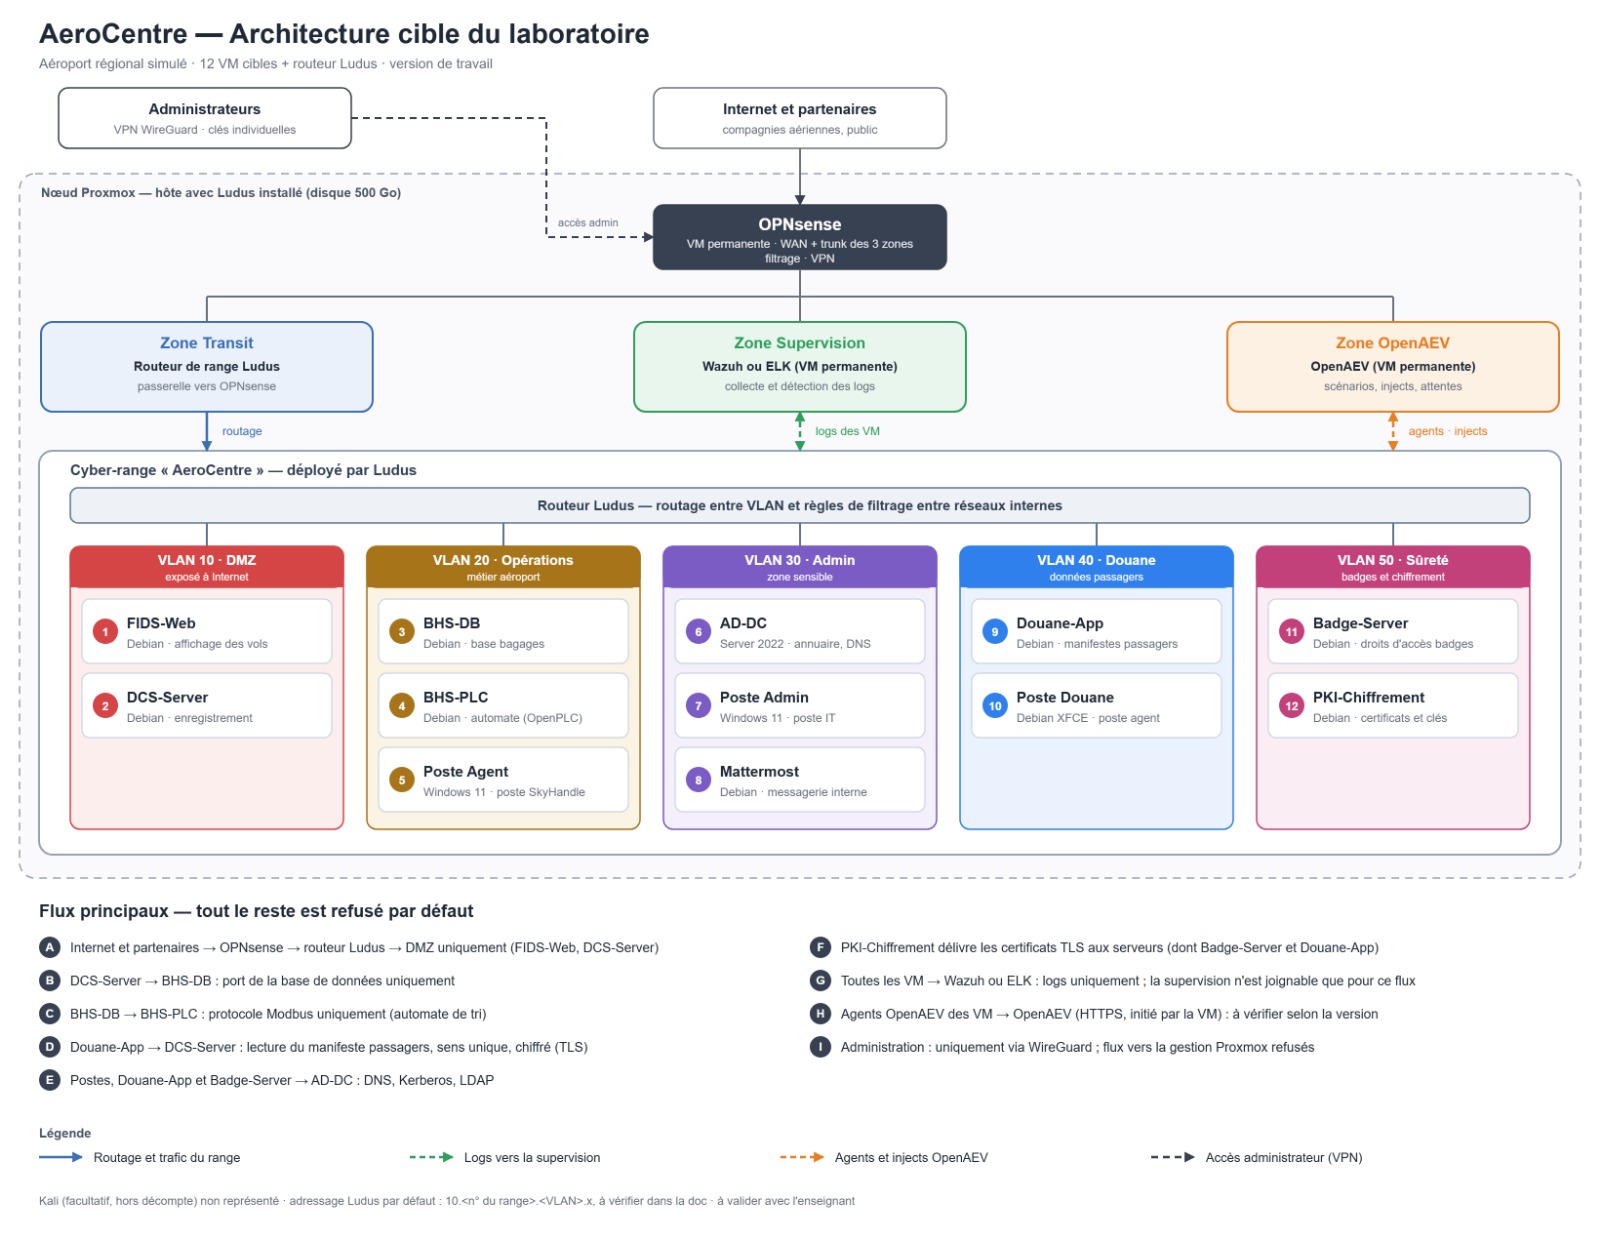 AeroCentre — Architecture cible du laboratoire
Aéroport régional simulé · 12 VM cibles + routeur Ludus · version de travail
Administrateurs
VPN WireGuard · clés individuelles
Internet et partenaires
compagnies aériennes, public
Nœud Proxmox — hôte avec Ludus installé (disque 500 Go)
accès admin
OPNsense
VM permanente · WAN + trunk des 3 zones
filtrage · VPN
Zone Transit
Routeur de range Ludus
passerelle vers OPNsense
Zone Supervision
Wazuh ou ELK (VM permanente)
collecte et détection des logs
Zone OpenAEV
OpenAEV (VM permanente)
scénarios, injects, attentes
routage
logs des VM
agents · injects
Cyber-range « AeroCentre » — déployé par Ludus
Routeur Ludus — routage entre VLAN et règles de filtrage entre réseaux internes
VLAN 10 · DMZ
exposé à Internet
1
FIDS-Web
Debian · affichage des vols
2
DCS-Server
Debian · enregistrement
VLAN 20 · Opérations
métier aéroport
3
BHS-DB
Debian · base bagages
4
BHS-PLC
Debian · automate (OpenPLC)
5
Poste Agent
Windows 11 · poste SkyHandle
VLAN 30 · Admin
zone sensible
6
AD-DC
Server 2022 · annuaire, DNS
7
Poste Admin
Windows 11 · poste IT
8
Mattermost
Debian · messagerie interne
VLAN 40 · Douane
données passagers
9
Douane-App
Debian · manifestes passagers
10
Poste Douane
Debian XFCE · poste agent
VLAN 50 · Sûreté
badges et chiffrement
11
Badge-Server
Debian · droits d'accès badges
12
PKI-Chiffrement
Debian · certificats et clés
Flux principaux — tout le reste est refusé par défaut
A Internet et partenaires → OPNsense → routeur Ludus → DMZ uniquement (FIDS-Web, DCS-Server)
B DCS-Server → BHS-DB : port de la base de données uniquement
C BHS-DB → BHS-PLC : protocole Modbus uniquement (automate de tri)
D Douane-App → DCS-Server : lecture du manifeste passagers, sens unique, chiffré (TLS)
E Postes, Douane-App et Badge-Server → AD-DC : DNS, Kerberos, LDAP
F PKI-Chiffrement délivre les certificats TLS aux serveurs (dont Badge-Server et Douane-App)
G Toutes les VM → Wazuh ou ELK : logs uniquement ; la supervision n'est joignable que pour ce flux
H Agents OpenAEV des VM → OpenAEV (HTTPS, initié par la VM) : à vérifier selon la version
I Administration : uniquement via WireGuard ; flux vers la gestion Proxmox refusés
Légende
Routage et trafic du range
Logs vers la supervision
Agents et injects OpenAEV
Accès administrateur (VPN)
Kali (facultatif, hors décompte) non représenté · adressage Ludus par défaut : 10.<n° du range>.<VLAN>.x, à vérifier dans la doc · à valider avec l'enseignant